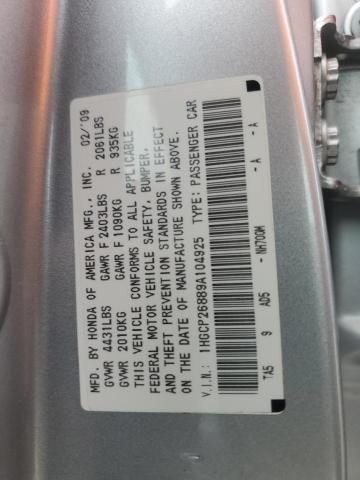 MFD. BY HONDA OF AMERICA MFG., INC. 02/'09
GVWR 4431LBS GAWR F 2403LBS R 2061LBS
GVWR 2010KG GAWR F 1090KG R 935KG
THIS VEHICLE CONFORMS TO ALL APPLICABLE
FEDERAL MOTOR VEHICLE SAFETY, BUMPER,
AND THEFT PREVENTION STANDARDS IN EFFECT
ON THE DATE OF MANUFACTURE SHOWN ABOVE.
V.I.N.: 1HGCP26889A104925 TYPE: PASSENGER CAR
TA5 9 AD5 -NH700M -A -A